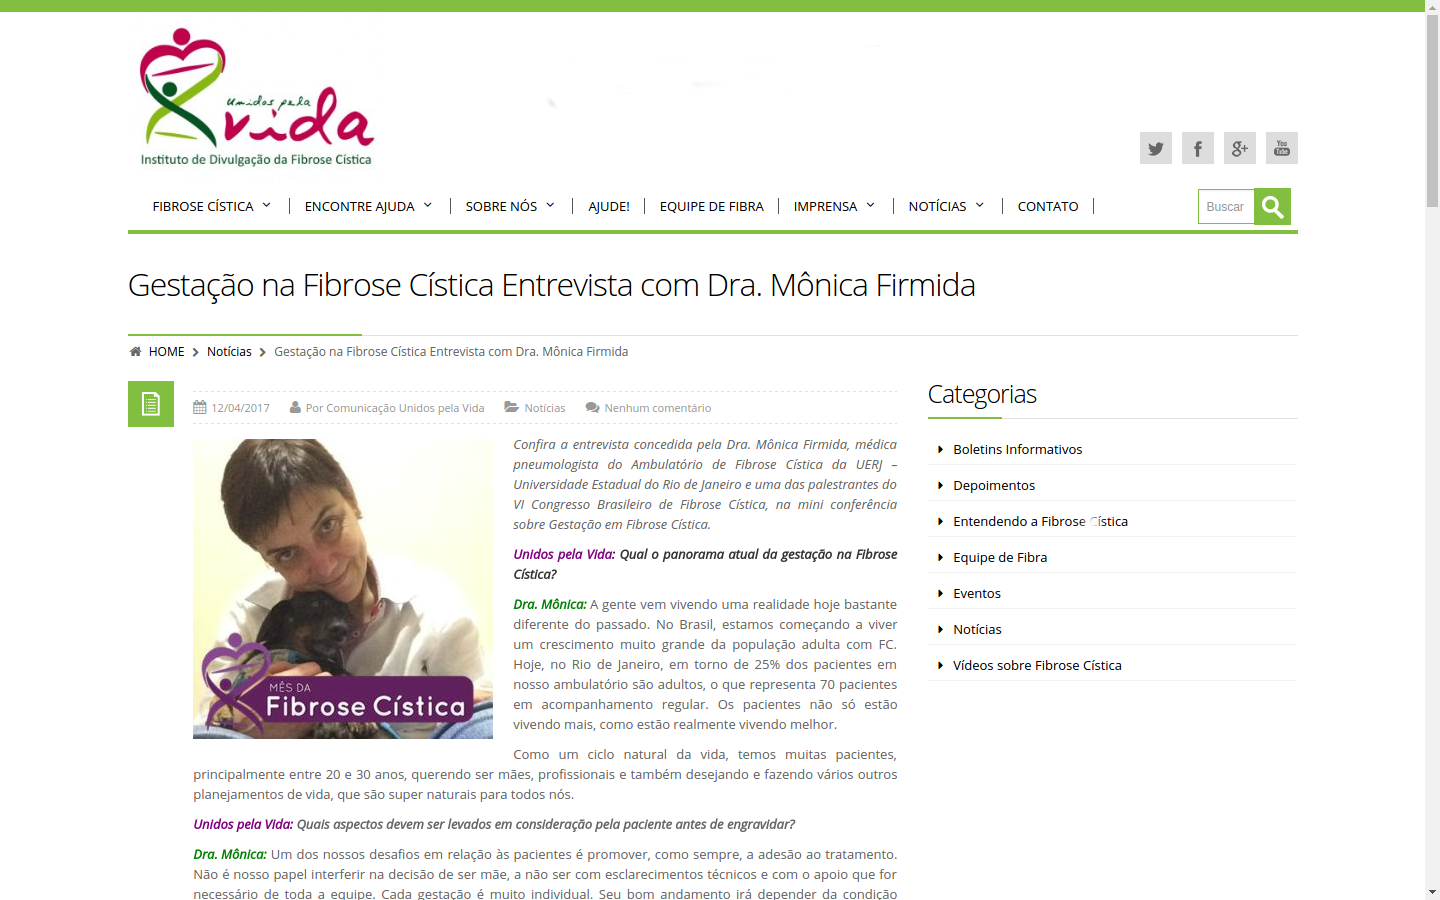 Unidos pela
vida
Instituto de Divulgação da Fibrose Cística
You
Tube
FIBROSE CÍSTICA ENCONTRE AJUDA SOBRE NÓS AJUDE! EQUIPE DE FIBRA IMPRENSA NOTÍCIAS CONTATO
Buscar
Gestação na Fibrose Cística Entrevista com Dra. Mônica Firmida
HOME Notícias Gestação na Fibrose Cística Entrevista com Dra. Mônica Firmida
12/04/2017 Por Comunicação Unidos pela Vida Notícias Nenhum comentário
Confira a entrevista concedida pela Dra. Mônica Firmida, médica
pneumologista do Ambulatório de Fibrose Cística da UERJ –
Universidade Estadual do Rio de Janeiro e uma das palestrantes do
VI Congresso Brasileiro de Fibrose Cística, na mini conferência
sobre Gestação em Fibrose Cística.
Unidos pela Vida: Qual o panorama atual da gestação na Fibrose
Cística?
Dra. Mônica: A gente vem vivendo uma realidade hoje bastante
diferente do passado. No Brasil, estamos começando a viver
um crescimento muito grande da população adulta com FC.
Hoje, no Rio de Janeiro, em torno de 25% dos pacientes em
nosso ambulatório são adultos, o que representa 70 pacientes
em acompanhamento regular. Os pacientes não só estão
vivendo mais, como estão realmente vivendo melhor.
MÊS DA
Fibrose Cística
Como um ciclo natural da vida, temos muitas pacientes,
principalmente entre 20 e 30 anos, querendo ser mães, profissionais e também desejando e fazendo vários outros
planejamentos de vida, que são super naturais para todos nós.
Unidos pela Vida: Quais aspectos devem ser levados em consideração pela paciente antes de engravidar?
Dra. Mônica: Um dos nossos desafios em relação às pacientes é promover, como sempre, a adesão ao tratamento.
Não é nosso papel interferir na decisão de ser mãe, a não ser com esclarecimentos técnicos e com o apoio que for
necessário de toda a equipe. Cada gestação é muito individual. Seu bom andamento irá depender da condição
Categorias
Boletins Informativos
Depoimentos
Entendendo a Fibrose Cística
Equipe de Fibra
Eventos
Notícias
Vídeos sobre Fibrose Cística